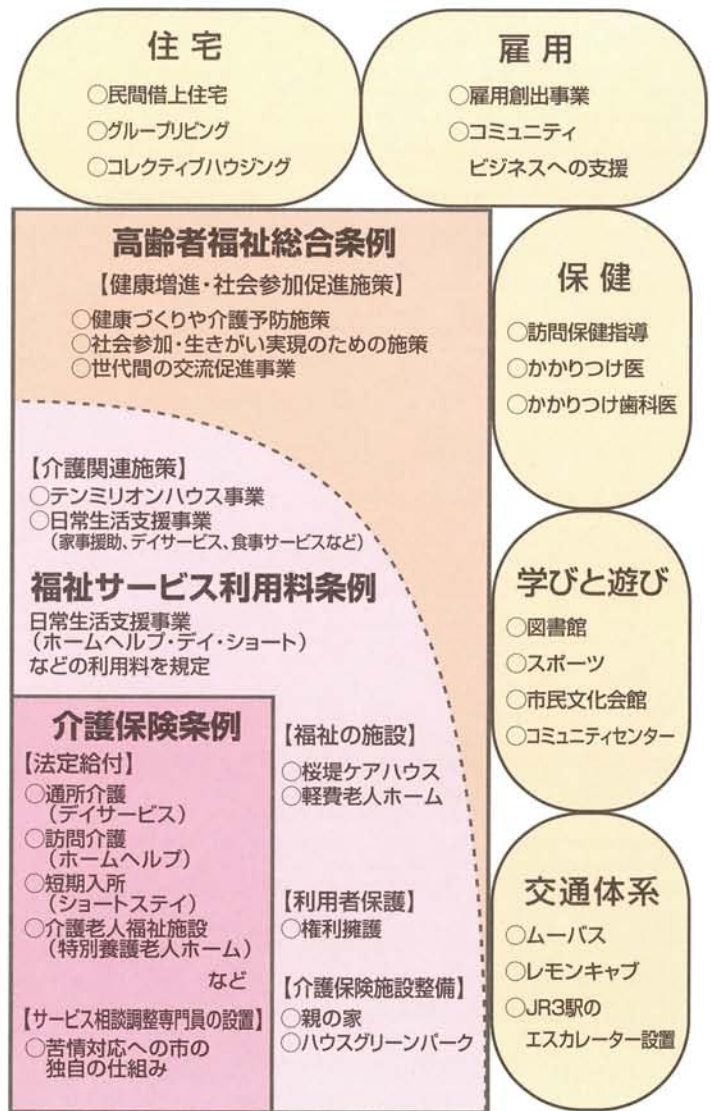 住宅
○民間借上住宅
○グループリビング
○コレクティブハウジング
雇用
○雇用創出事業
○コミュニティ
ビジネスへの支援
高齢者福祉総合条例
【健康増進・社会参加促進施策】
○健康づくりや介護予防施策
○社会参加・生きがい実現のための施策
○世代間の交流促進事業
【介護関連施策】
○テンミリオンハウス事業
○日常生活支援事業
(家事援助、デイサービス、食事サービスなど)
福祉サービス利用料条例
日常生活支援事業
(ホームヘルプ・デイ・ショート)
などの利用料を規定
介護保険条例
【法定給付】
○通所介護
(デイサービス)
○訪問介護
(ホームヘルプ)
○短期入所
(ショートステイ)
○介護老人福祉施設
(特別養護老人ホーム)
など
【サービス相談調整専門員の設置】
○苦情対応への市の
独自の仕組み
【福祉の施設】
○桜堤ケアハウス
○軽費老人ホーム
【利用者保護】
○権利擁護
【介護保険施設整備】
○親の家
○ハウスグリーンパーク
保健
○訪問保健指導
○かかりつけ医
○かかりつけ歯科医
学びと遊び
○図書館
○スポーツ
○市民文化会館
○コミュニティセンター
交通体系
○ムーバス
○レモンキャブ
○JR3駅の
エスカレーター設置